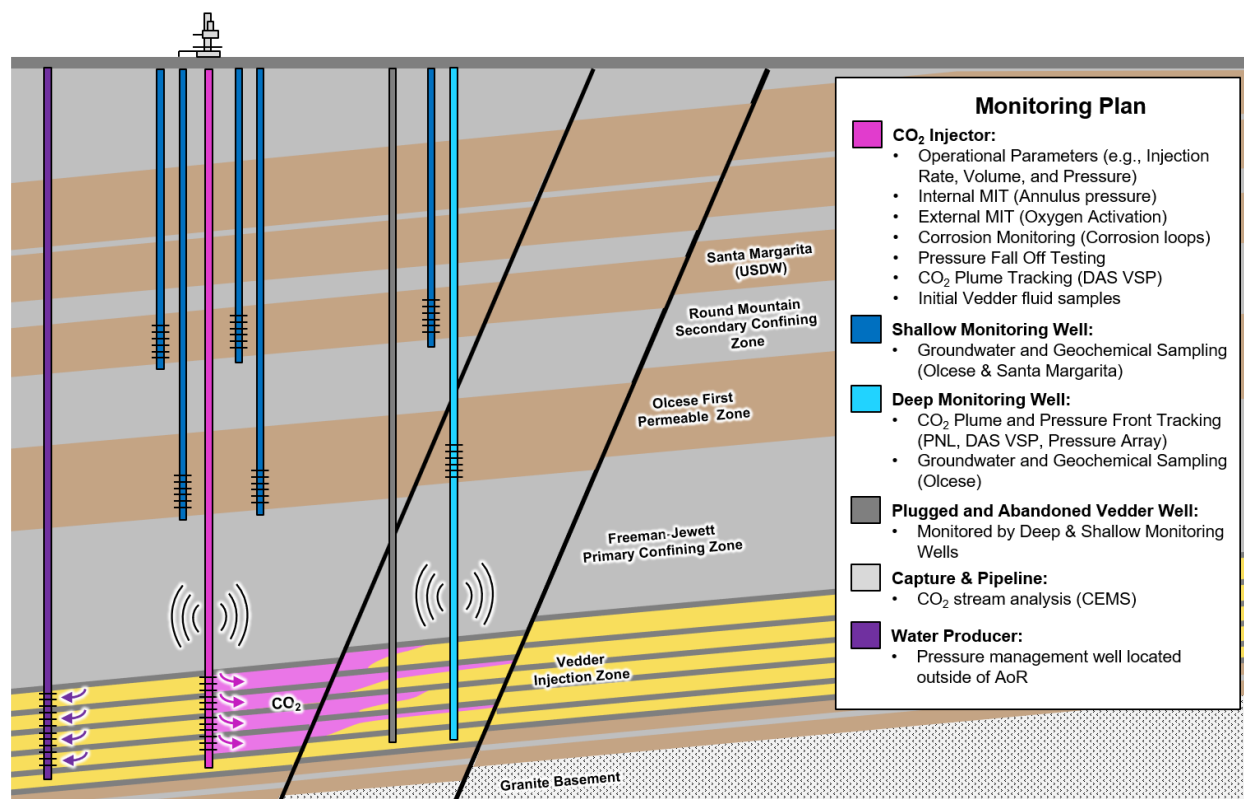 Monitoring Plan
CO₂ Injector:
• Operational Parameters (e.g., Injection
Rate, Volume, and Pressure)
• Internal MIT (Annulus pressure)
• External MIT (Oxygen Activation)
• Corrosion Monitoring (Corrosion loops)
• Pressure Fall Off Testing
• CO₂ Plume Tracking (DAS VSP)
• Initial Vedder fluid samples
Shallow Monitoring Well:
• Groundwater and Geochemical Sampling
(Olcese & Santa Margarita)
Deep Monitoring Well:
• CO₂ Plume and Pressure Front Tracking
(PNL, DAS VSP, Pressure Array)
• Groundwater and Geochemical Sampling
(Olcese)
Plugged and Abandoned Vedder Well:
• Monitored by Deep & Shallow Monitoring
Wells
Capture & Pipeline:
• CO₂ stream analysis (CEMS)
Water Producer:
• Pressure management well located
outside of AoR
Santa Margarita
(USDW)
Round Mountain
Secondary Confining
Zone
Olcese First
Permeable Zone
Freeman-Jewett
Primary Confining Zone
Vedder
Injection Zone
CO₂
Granite Basement